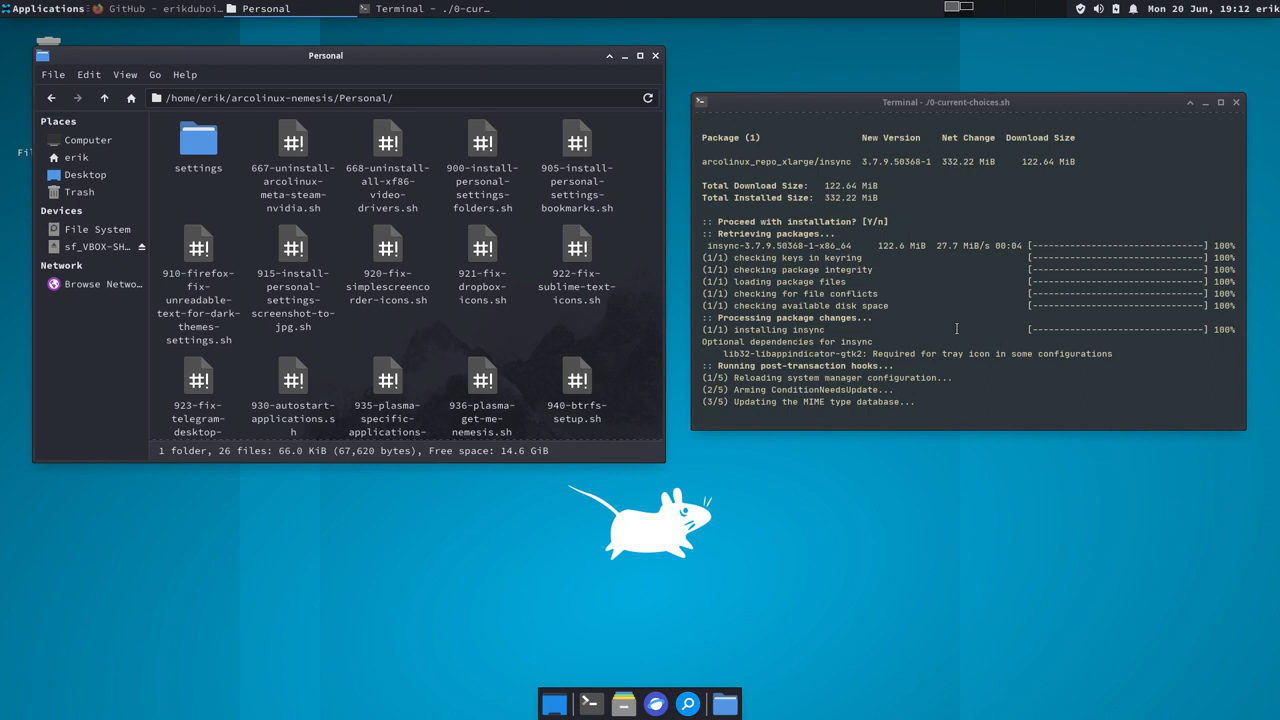 Applications
GitHub - erikduboi...
Personal
Terminal - ./0-cur...
Mon 20 Jun, 19:12 erik
Personal
File Edit View Go Help
/home/erik/arcolinux-nemesis/Personal/
Places
Computer
erik
Desktop
Trash
Devices
File System
sf_VBOX-SH...
Network
Browse Netwo...
settings
667-uninstall-
arcolinux-
meta-steam-
nvidia.sh
668-uninstall-
all-xf86-
video-
drivers.sh
900-install-
personal-
settings-
folders.sh
905-install-
personal-
settings-
bookmarks.sh
910-firefox-
fix-
unreadable-
text-for-dark-
themes-
settings.sh
915-install-
personal-
settings-
screenshot-to-
jpg.sh
920-fix-
simplescreenco
rder-icons.sh
921-fix-
dropbox-
icons.sh
922-fix-
sublime-text-
icons.sh
923-fix-
telegram-
desktop-
930-autostart-
applications.s
h
935-plasma-
specific-
applications-
936-plasma-
get-me-
nemesis.sh
940-btrfs-
setup.sh
1 folder, 26 files: 66.0 KiB (67,620 bytes), Free space: 14.6 GiB
Terminal - ./0-current-choices.sh
Package (1) New Version Net Change Download Size
arcolinux_repo_xlarge/insync 3.7.9.50368-1 332.22 MiB 122.64 MiB
Total Download Size: 122.64 MiB
Total Installed Size: 332.22 MiB
:: Proceed with installation? [Y/n]
:: Retrieving packages...
insync-3.7.9.50368-1-x86_64 122.6 MiB 27.7 MiB/s 00:04 [----------------------------------] 100%
(1/1) checking keys in keyring [----------------------------------] 100%
(1/1) checking package integrity [----------------------------------] 100%
(1/1) loading package files [----------------------------------] 100%
(1/1) checking for file conflicts [----------------------------------] 100%
(1/1) checking available disk space [----------------------------------] 100%
:: Processing package changes...
(1/1) installing insync [----------------------------------] 100%
Optional dependencies for insync
lib32-libappindicator-gtk2: Required for tray icon in some configurations
:: Running post-transaction hooks...
(1/5) Reloading system manager configuration...
(2/5) Arming ConditionNeedsUpdate...
(3/5) Updating the MIME type database...